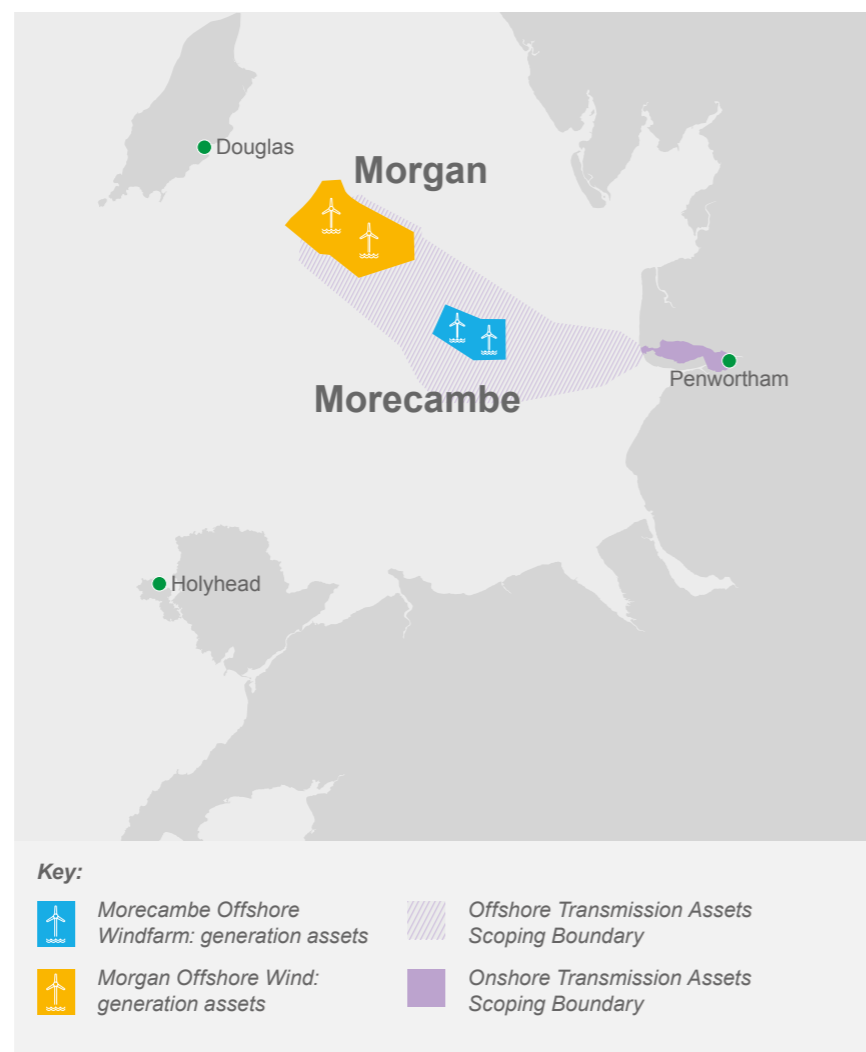 Douglas
Morgan
Morecambe
Penwortham
Holyhead
Key:
Morecambe Offshore
Windfarm: generation assets
Morgan Offshore Wind:
generation assets
Offshore Transmission Assets
Scoping Boundary
Onshore Transmission Assets
Scoping Boundary